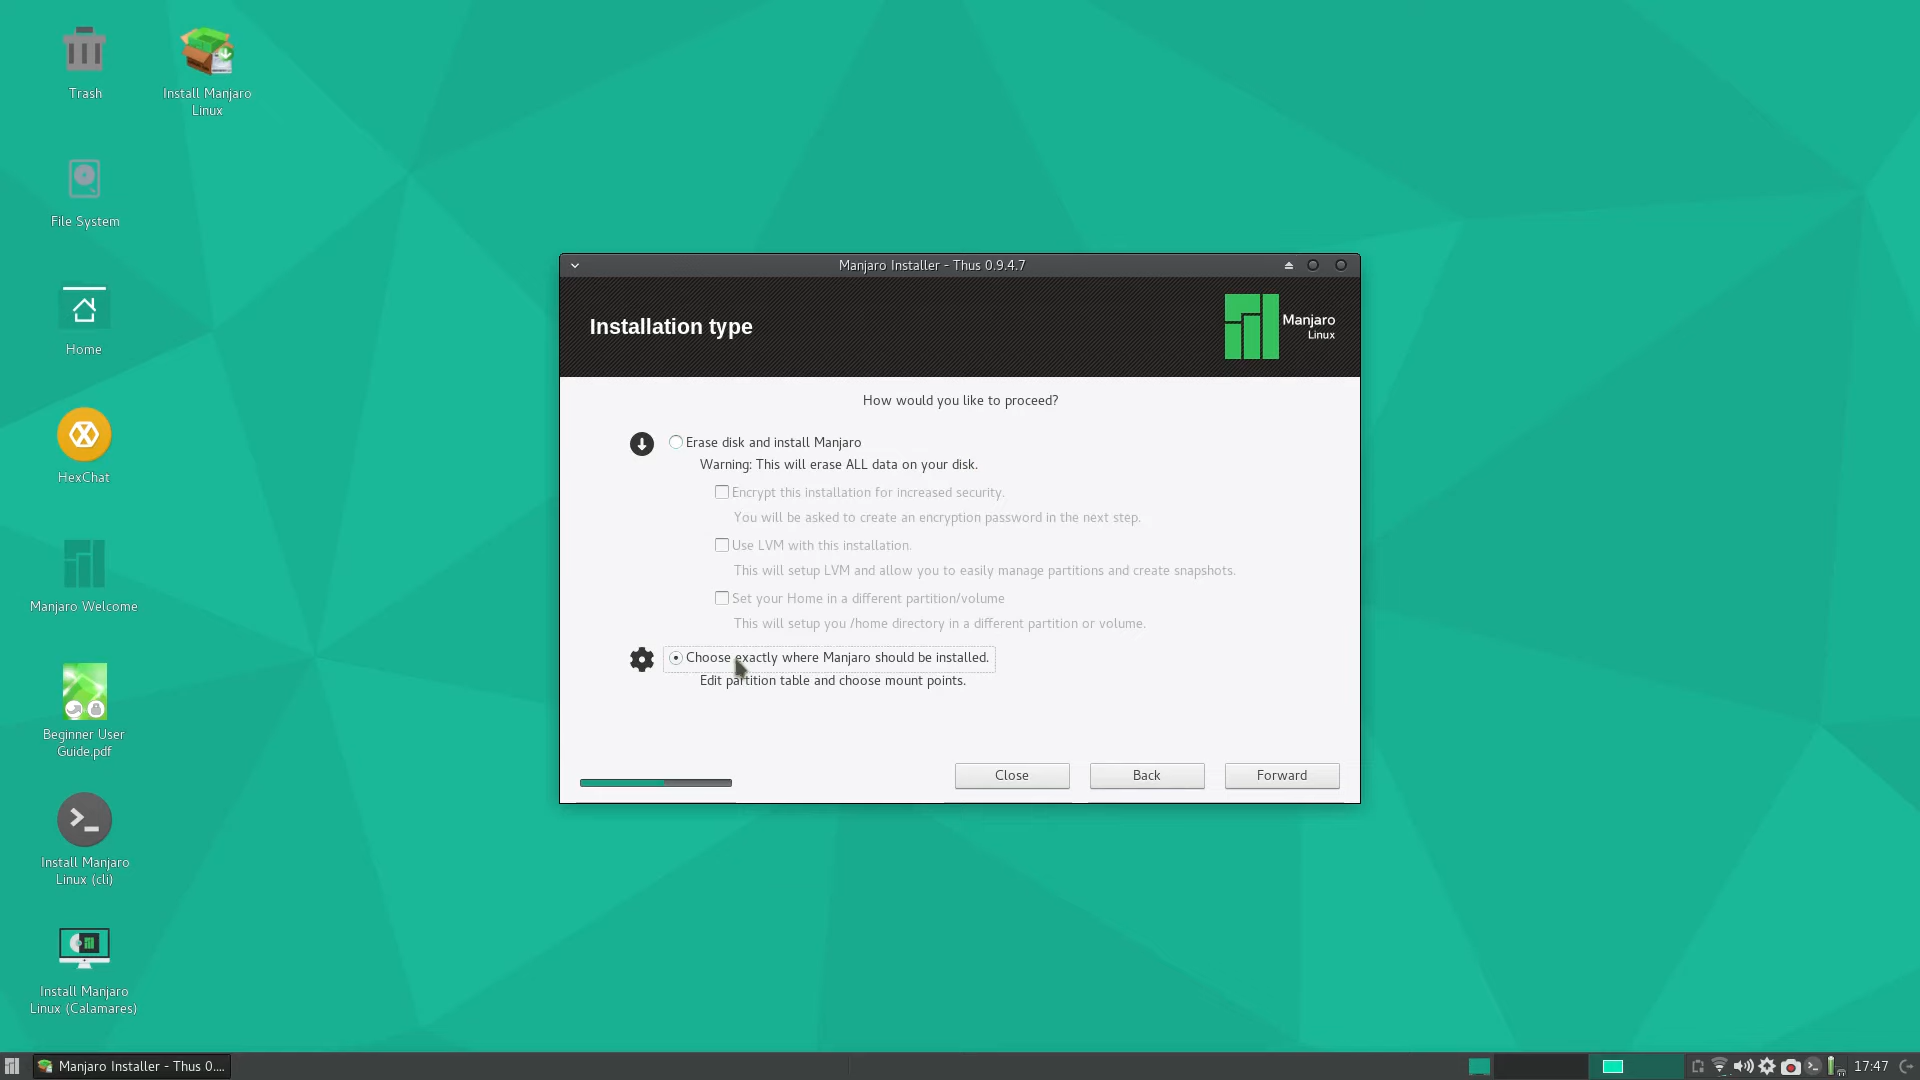 Trash
Install Manjaro
Linux
File System
Home
HexChat
Manjaro Welcome
Beginner User
Guide.pdf
Install Manjaro
Linux (cli)
Install Manjaro
Linux (Calamares)
Manjaro Installer - Thus 0.9.4.7
Installation type
Manjaro
Linux
How would you like to proceed?
Erase disk and install Manjaro
Warning: This will erase ALL data on your disk.
Encrypt this installation for increased security.
You will be asked to create an encryption password in the next step.
Use LVM with this installation.
This will setup LVM and allow you to easily manage partitions and create snapshots.
Set your Home in a different partition/volume
This will setup you /home directory in a different partition or volume.
Choose exactly where Manjaro should be installed.
Edit partition table and choose mount points.
Close
Back
Forward
Manjaro Installer - Thus 0....
17:47